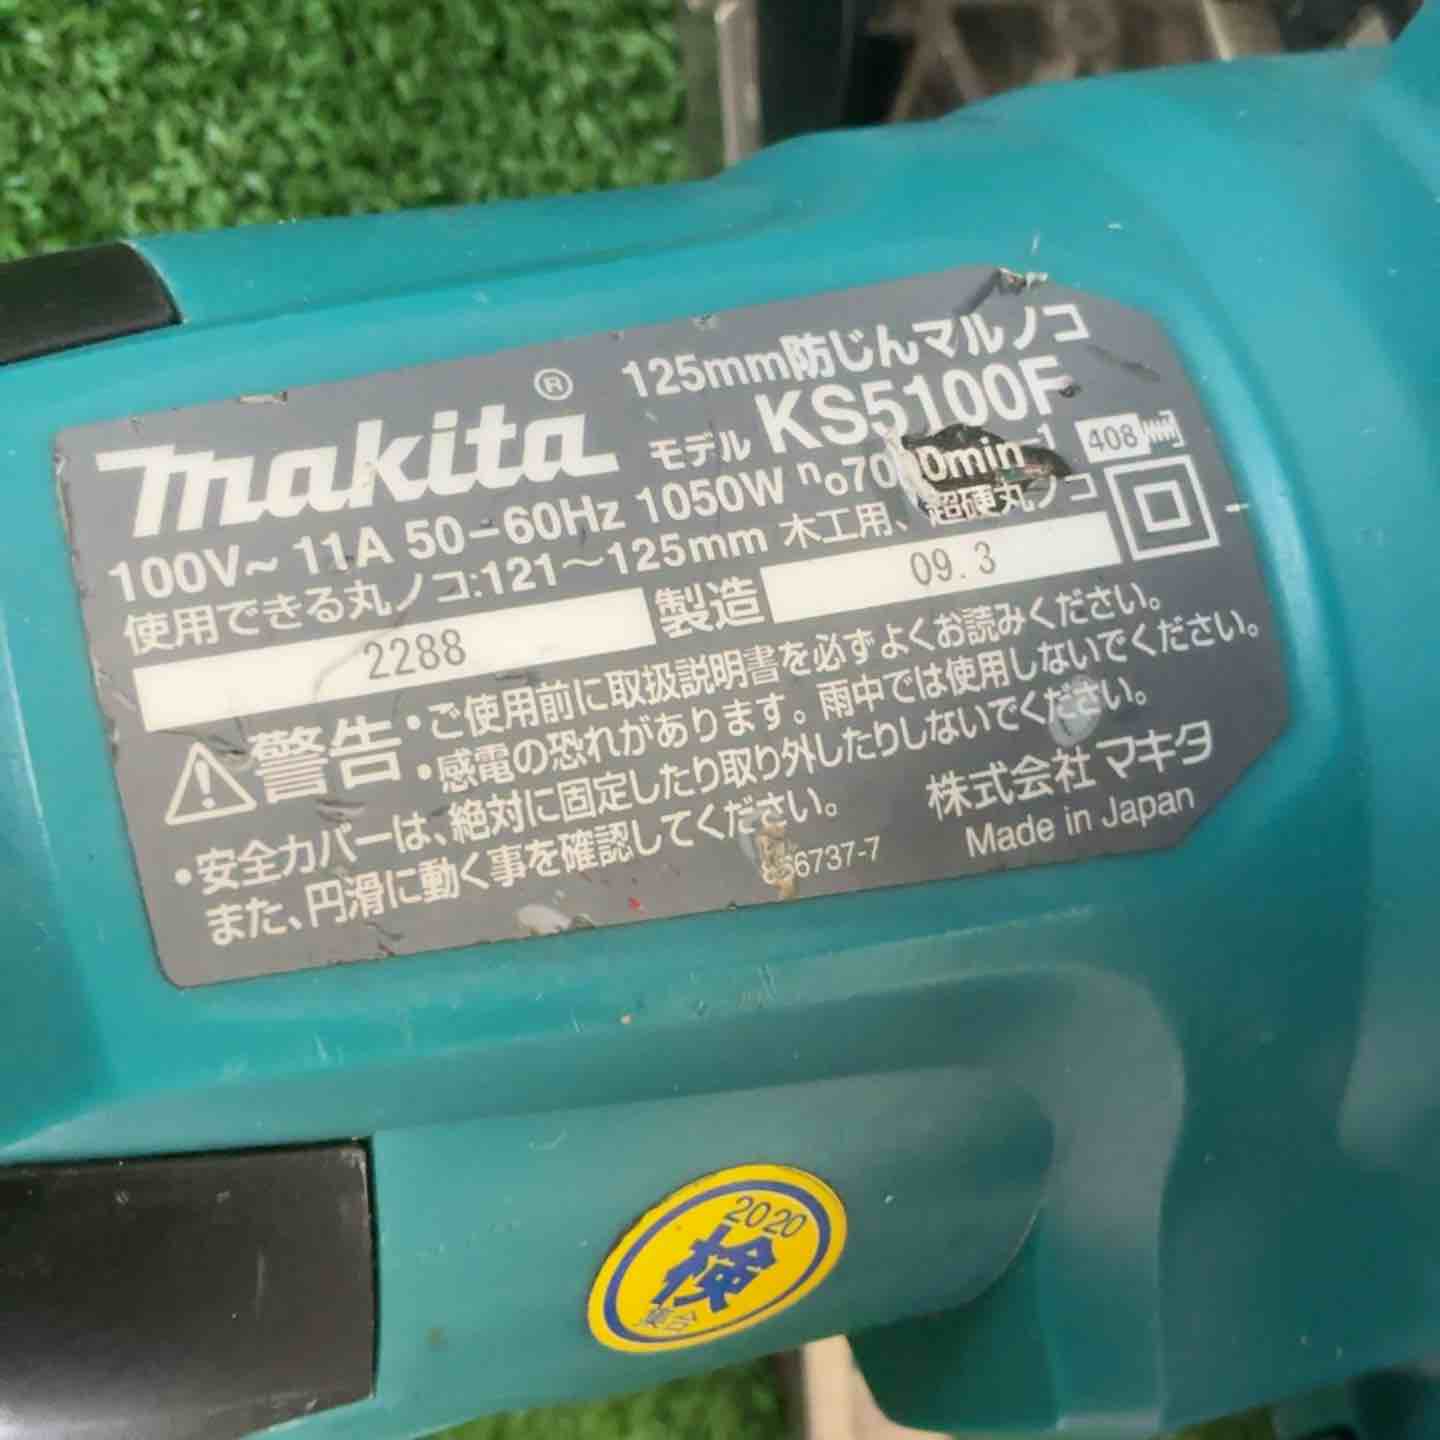 makita®
125mm防じんマルノコ
モデル KS5100F
100V~ 11A 50-60Hz 1050W no70 0min-1 408
使用できる丸ノコ:121~125mm 木工用、超硬丸ノコ
2288 製造 09.3
警告・ご使用前に取扱説明書を必ずよくお読みください。
・感電の恐れがあります。雨中では使用しないでください。
・安全カバーは、絶対に固定したり取り外したりしないでください。
また、円滑に動く事を確認してください。
株式会社マキタ
6737-7 Made in Japan
2020
検
集合